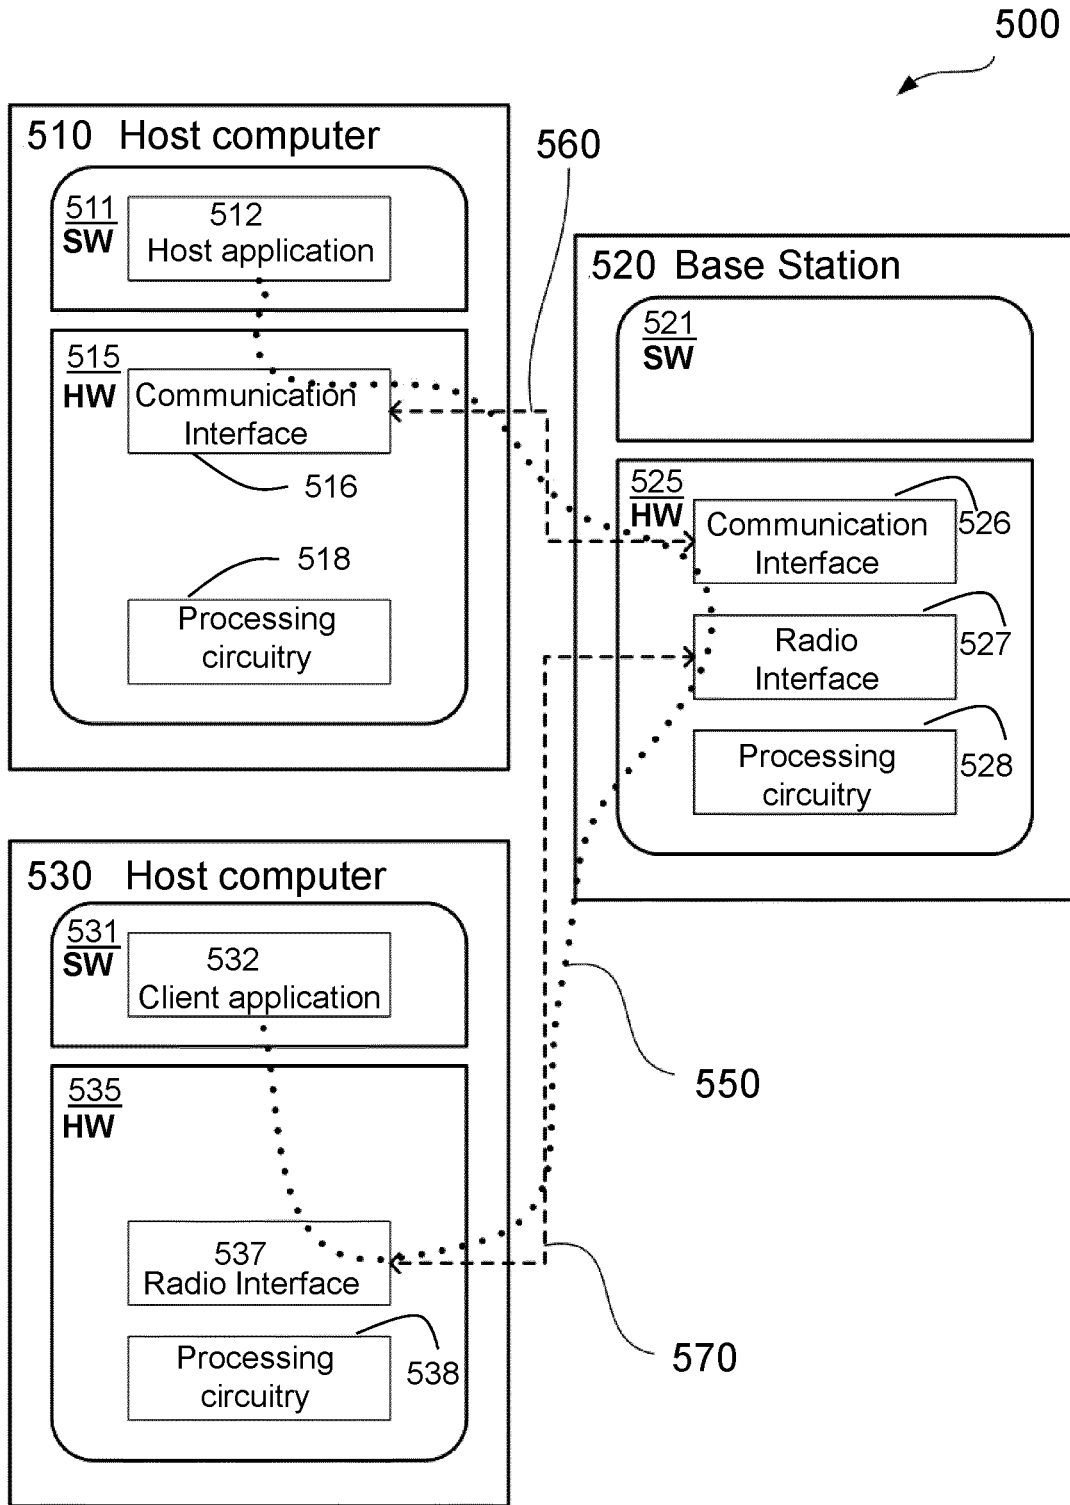 500
510 Host computer
511
SW
512
Host application
515
HW
Communication
Interface
516
518
Processing
circuitry
560
520 Base Station
521
SW
525
HW
Communication
Interface
526
Radio
Interface
527
Processing
circuitry
528
530 Host computer
531
SW
532
Client application
535
HW
537
Radio Interface
Processing
circuitry
538
550
570